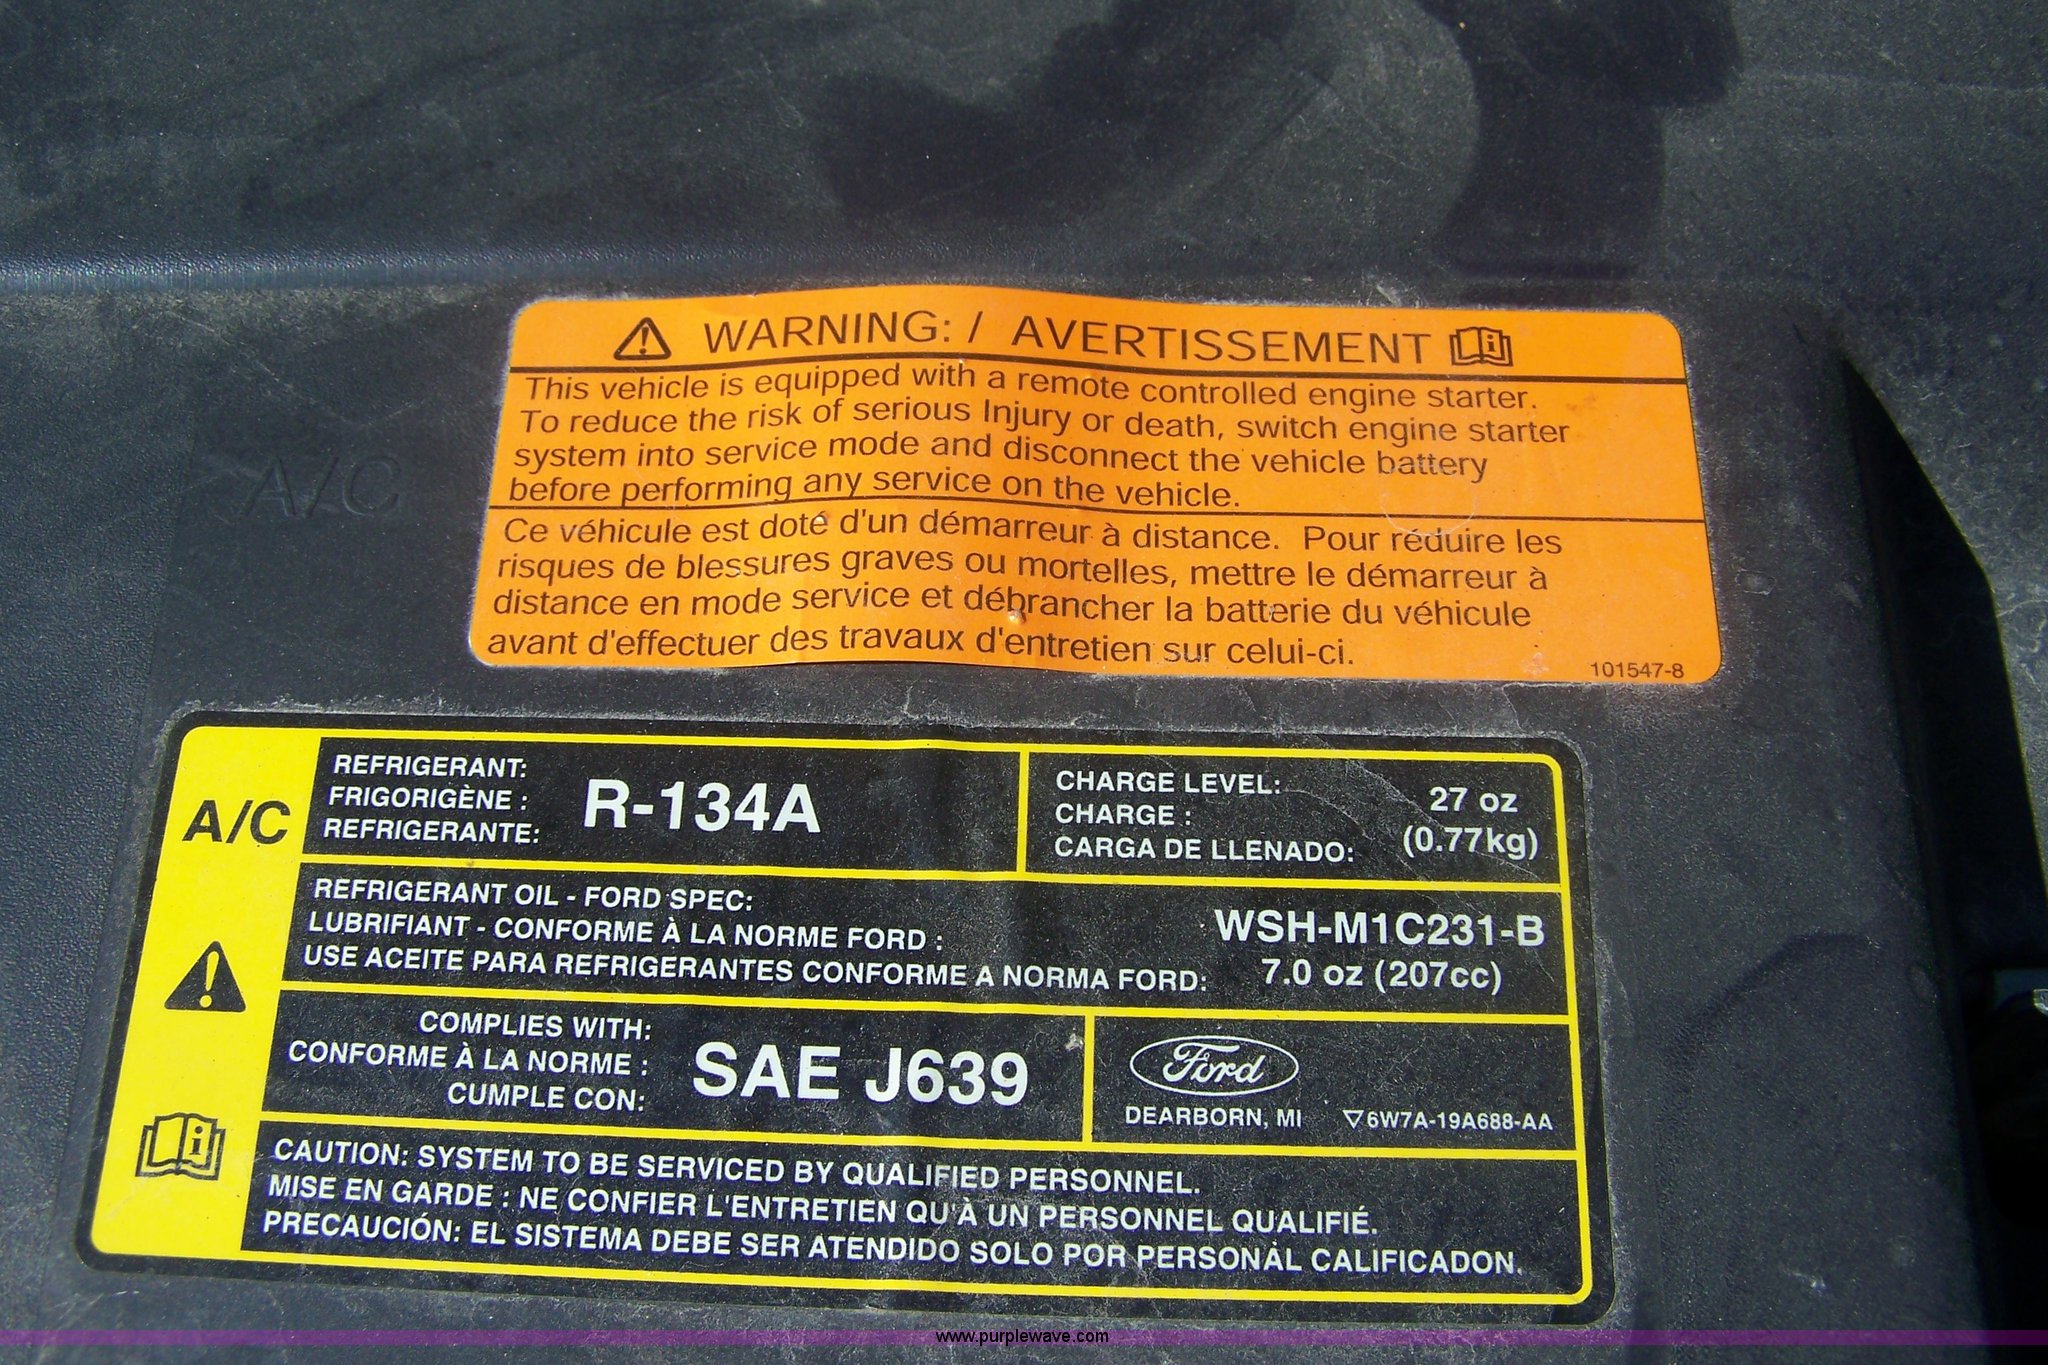 WARNING: / AVERTISSEMENT
This vehicle is equipped with a remote controlled engine starter.
To reduce the risk of serious Injury or death, switch engine starter
system into service mode and disconnect the vehicle battery
before performing any service on the vehicle.
Ce véhicule est doté d'un démarreur à distance. Pour réduire les
risques de blessures graves ou mortelles, mettre le démarreur à
distance en mode service et débrancher la batterie du véhicule
avant d'effectuer des travaux d'entretien sur celui-ci.
101547-8
A/C
A/C
REFRIGERANT:
FRIGORIGÈNE :
REFRIGERANTE:
R-134A
CHARGE LEVEL:
CHARGE :
CARGA DE LLENADO:
27 oz
(0.77kg)
REFRIGERANT OIL - FORD SPEC:
LUBRIFIANT - CONFORME À LA NORME FORD :
USE ACEITE PARA REFRIGERANTES CONFORME A NORMA FORD:
WSH-M1C231-B
7.0 oz (207cc)
COMPLIES WITH:
CONFORME À LA NORME :
CUMPLE CON:
SAE J639
Ford
DEARBORN, MI
6W7A-19A688-AA
CAUTION: SYSTEM TO BE SERVICED BY QUALIFIED PERSONNEL.
MISE EN GARDE : NE CONFIER L'ENTRETIEN QU'À UN PERSONNEL QUALIFIÉ.
PRECAUCIÓN: EL SISTEMA DEBE SER ATENDIDO SOLO POR PERSONAL CALIFICADON.
www.purplewave.com